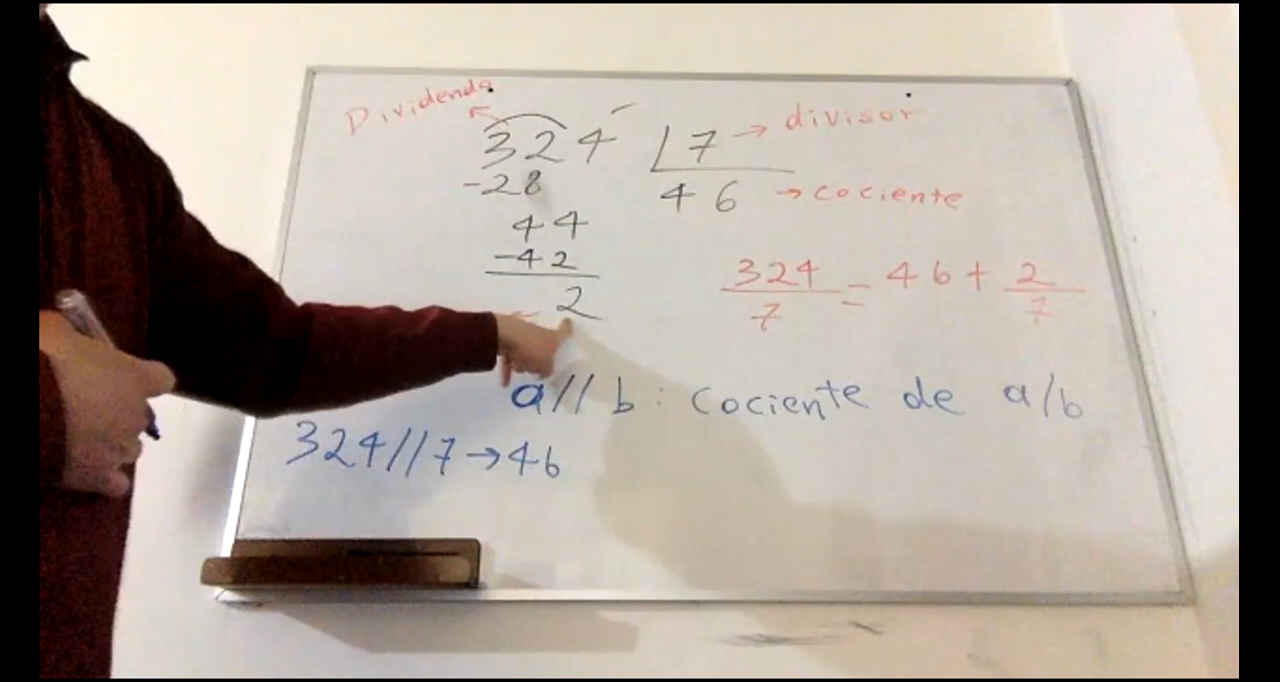 Dividendo
324 7 → divisor
-28 46 → cociente
44
-42
2
324/7 = 46 + 2/7
a//b: cociente de a/b
324//7→46